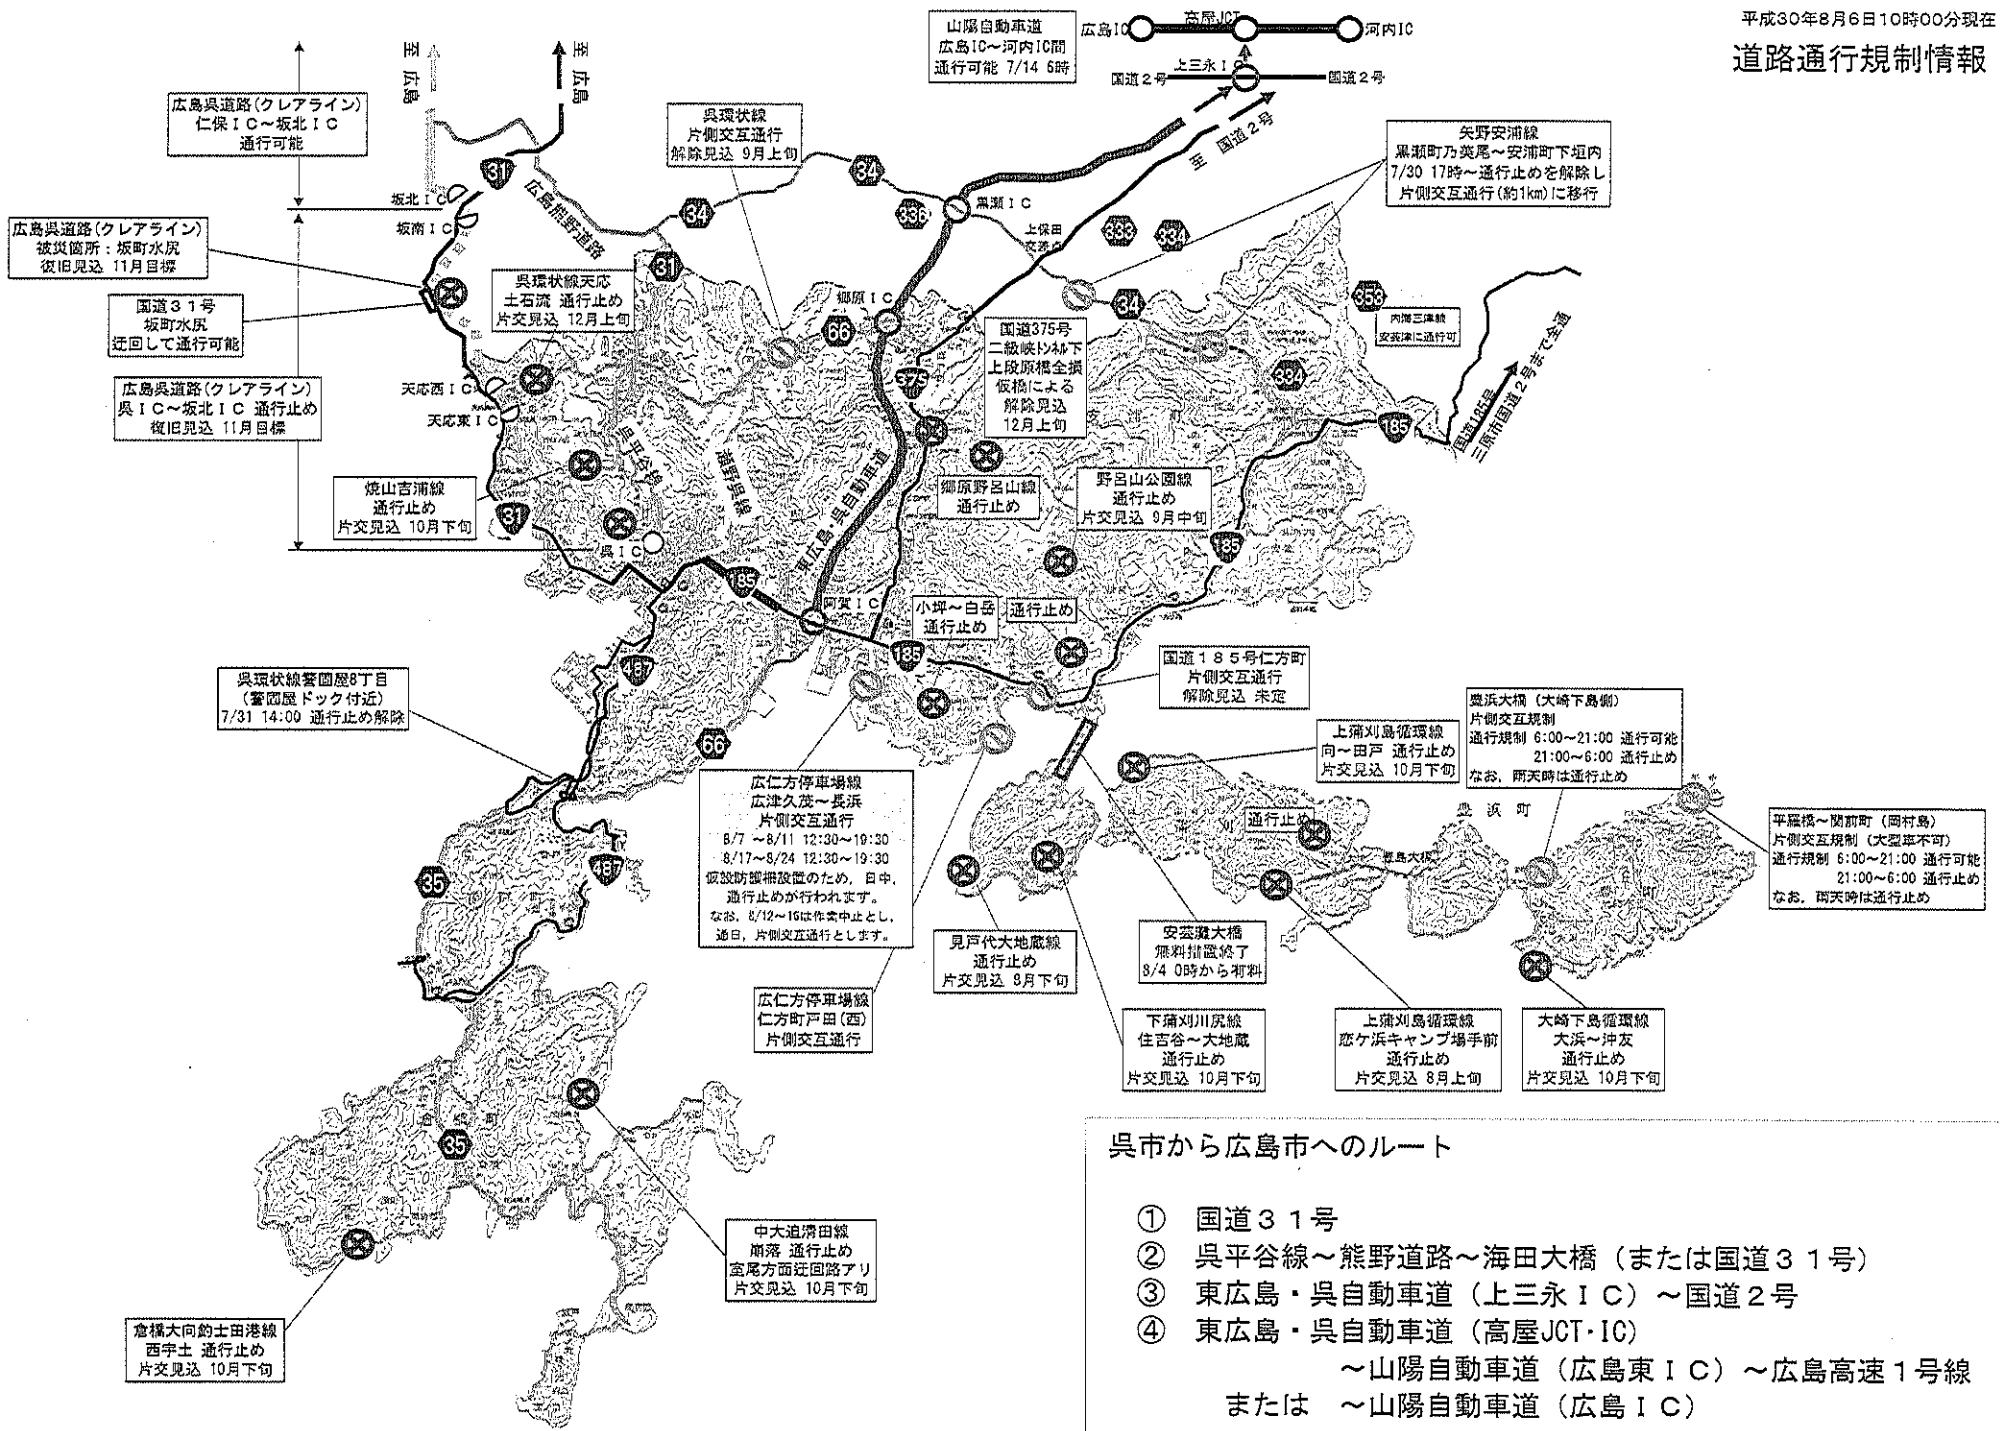 平成30年8月6日10時00分現在
道路通行規制情報
山陽自動車道
広島IC～河内IC間
通行可能 7/14 6時
広島IC
高屋JCT
河内IC
上三永IC
国道2号
国道2号
至 国道2号
至 広島
至 広島
広島呉道路(クレアライン)
仁保IC～坂北IC
通行可能
呉環状線
片側交互通行
解除見込 9月上旬
矢野安浦線
黒瀬町乃美尾～安浦町下垣内
7/30 17時～通行止めを解除し
片側交互通行(約1km)に移行
31
34
34
336
黒瀬IC
上保田
交差点
333
334
坂北IC
坂南IC
広島熊野道路
31
広島呉道路(クレアライン)
被災箇所：坂町水尻
復旧見込 11月目標
国道31号
坂町水尻
迂回して通行可能
呉環状線天応
土石流 通行止め
片交見込 12月上旬
郷原IC
66
34
353
内海三津線
安芸津に通行可
国道375号
二級峡トンネル下
上段原橋全損
仮橋による
解除見込
12月上旬
375
334
185
国道185号
三原市国道2号まで全通
広島呉道路(クレアライン)
呉IC～坂北IC 通行止め
復旧見込 11月目標
天応西IC
天応東IC
呉平谷線
瀬野呉線
東広島・呉自動車道
焼山吉浦線
通行止め
片交見込 10月下旬
31
呉IC
郷原野呂山線
通行止め
野呂山公園線
通行止め
片交見込 9月中旬
185
185
阿賀IC
小坪～白岳
通行止め
通行止め
185
国道185号仁方町
片側交互通行
解除見込 未定
呉環状線警固屋8丁目
(警固屋ドック付近)
7/31 14:00 通行止め解除
487
66
上蒲刈島循環線
向～田戸 通行止め
片交見込 10月下旬
豊浜大橋（大崎下島側）
片側交互規制
通行規制 6:00～21:00 通行可能
21:00～6:00 通行止め
なお、雨天時は通行止め
広仁方停車場線
広津久茂～長浜
片側交互通行
8/7～8/11 12:30～19:30
8/17～8/24 12:30～19:30
仮設防護柵設置のため、日中、
通行止めが行われます。
なお、8/12～16は作業中止とし、
通日、片側交互通行とします。
通行止め
豊浜町
豊島大橋
平羅橋～関前町（岡村島）
片側交互規制（大型車不可）
通行規制 6:00～21:00 通行可能
21:00～6:00 通行止め
なお、雨天時は通行止め
35
487
見戸代大地蔵線
通行止め
片交見込 8月下旬
安芸灘大橋
無料措置終了
8/4 0時から有料
広仁方停車場線
仁方町戸田(西)
片側交互通行
下蒲刈川尻線
住吉谷～大地蔵
通行止め
片交見込 10月下旬
上蒲刈島循環線
恋ケ浜キャンプ場手前
通行止め
片交見込 8月上旬
大崎下島循環線
大浜～沖友
通行止め
片交見込 10月下旬
35
中大迫清田線
崩落 通行止め
室尾方面迂回路アリ
片交見込 10月下旬
倉橋大向釣士田港線
西宇土 通行止め
片交見込 10月下旬
呉市から広島市へのルート
① 国道31号
② 呉平谷線～熊野道路～海田大橋（または国道31号）
③ 東広島・呉自動車道（上三永IC）～国道2号
④ 東広島・呉自動車道（高屋JCT・IC）
～山陽自動車道（広島東IC）～広島高速1号線
または ～山陽自動車道（広島IC）